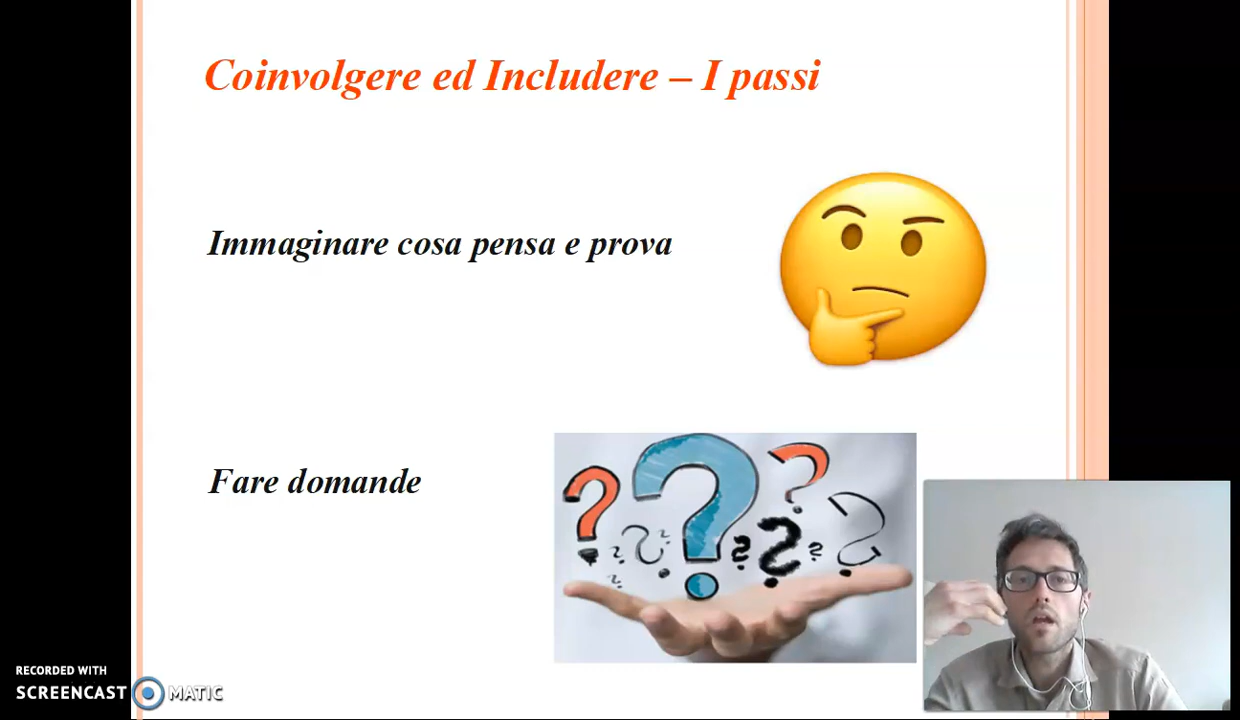 Coinvolgere ed Includere – I passi
Immaginare cosa pensa e prova
Fare domande
RECORDED WITH
SCREENCAST MATIC